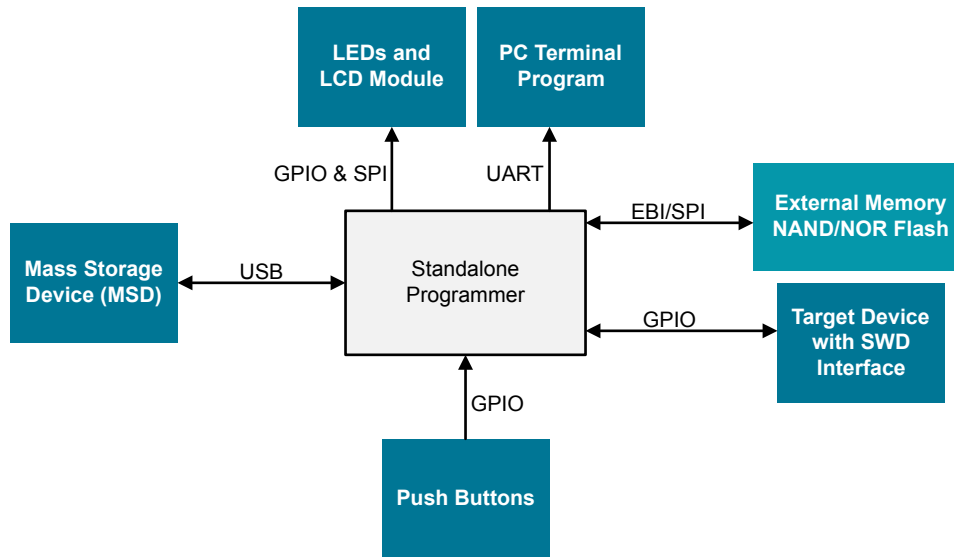 LEDs and
LCD Module
PC Terminal
Program
GPIO & SPI
UART
External Memory
NAND/NOR Flash
EBI/SPI
Mass Storage
Device (MSD)
USB
Standalone
Programmer
GPIO
Target Device
with SWD
Interface
GPIO
Push Buttons